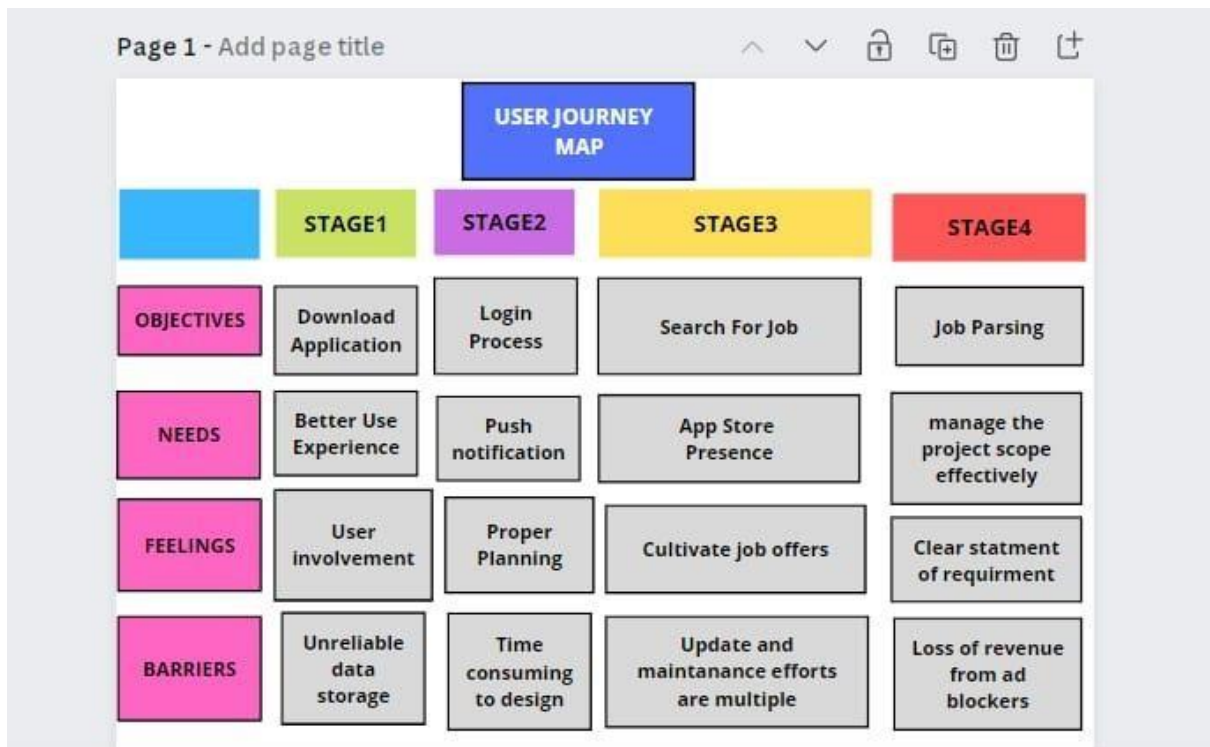 Page 1 - Add page title
USER JOURNEY
MAP
STAGE1
STAGE2
STAGE3
STAGE4
OBJECTIVES
Download
Application
Login
Process
Search For Job
Job Parsing
NEEDS
Better Use
Experience
Push
notification
App Store
Presence
manage the
project scope
effectively
FEELINGS
User
involvement
Proper
Planning
Cultivate job offers
Clear statment
of requirment
BARRIERS
Unreliable
data
storage
Time
consuming
to design
Update and
maintanance efforts
are multiple
Loss of revenue
from ad
blockers